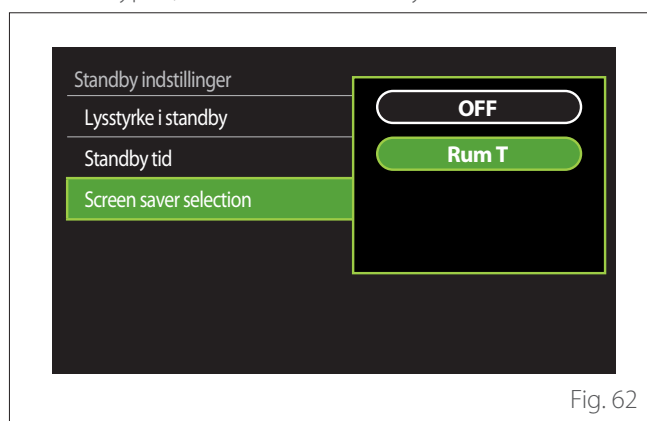 Standby indstillinger
Lysstyrke i standby
Standby tid
Screen saver selection
OFF
Rum T
Fig. 62